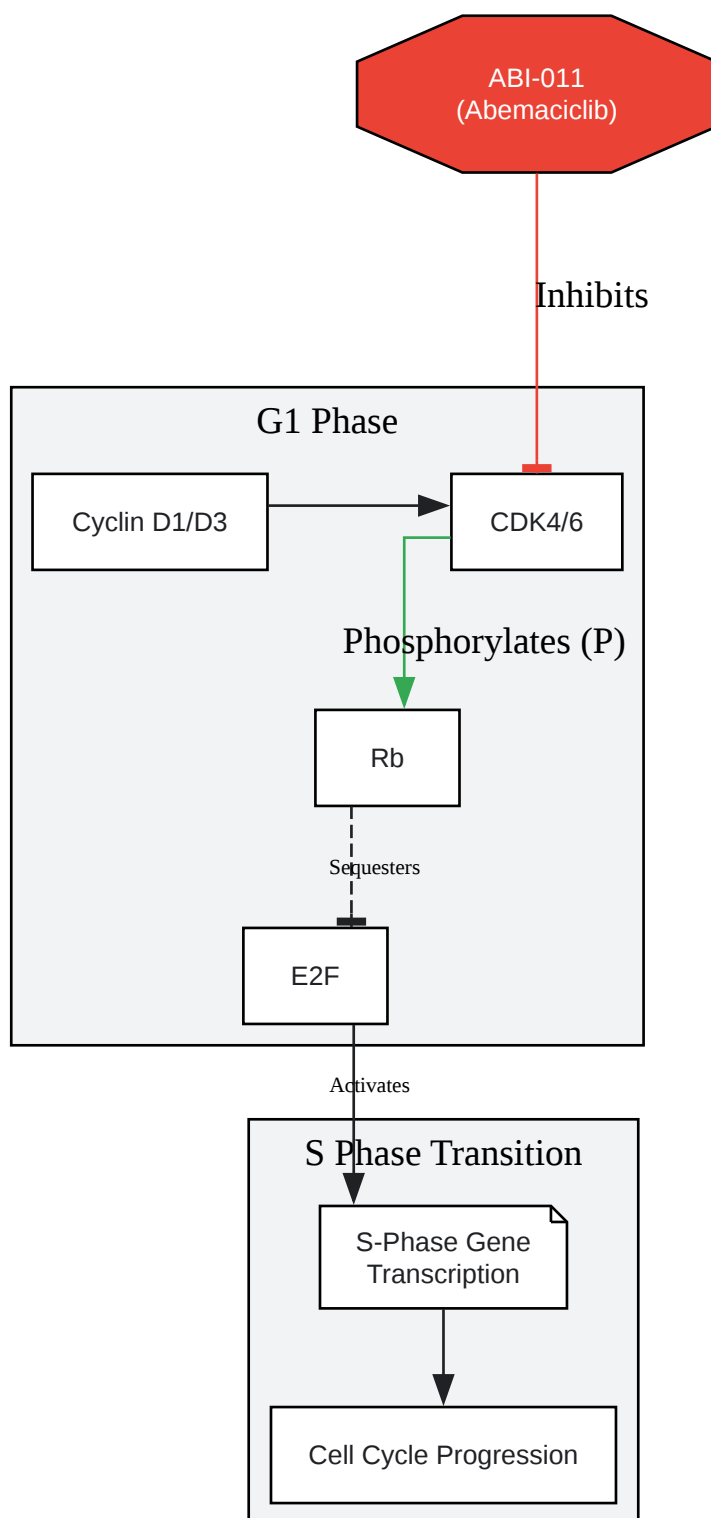 ABI-011
(Abemaciclib)
Inhibits
G1 Phase
Cyclin D1/D3
CDK4/6
Phosphorylates (P)
Rb
Sequesters
E2F
Activates
S Phase Transition
S-Phase Gene
Transcription
Cell Cycle Progression